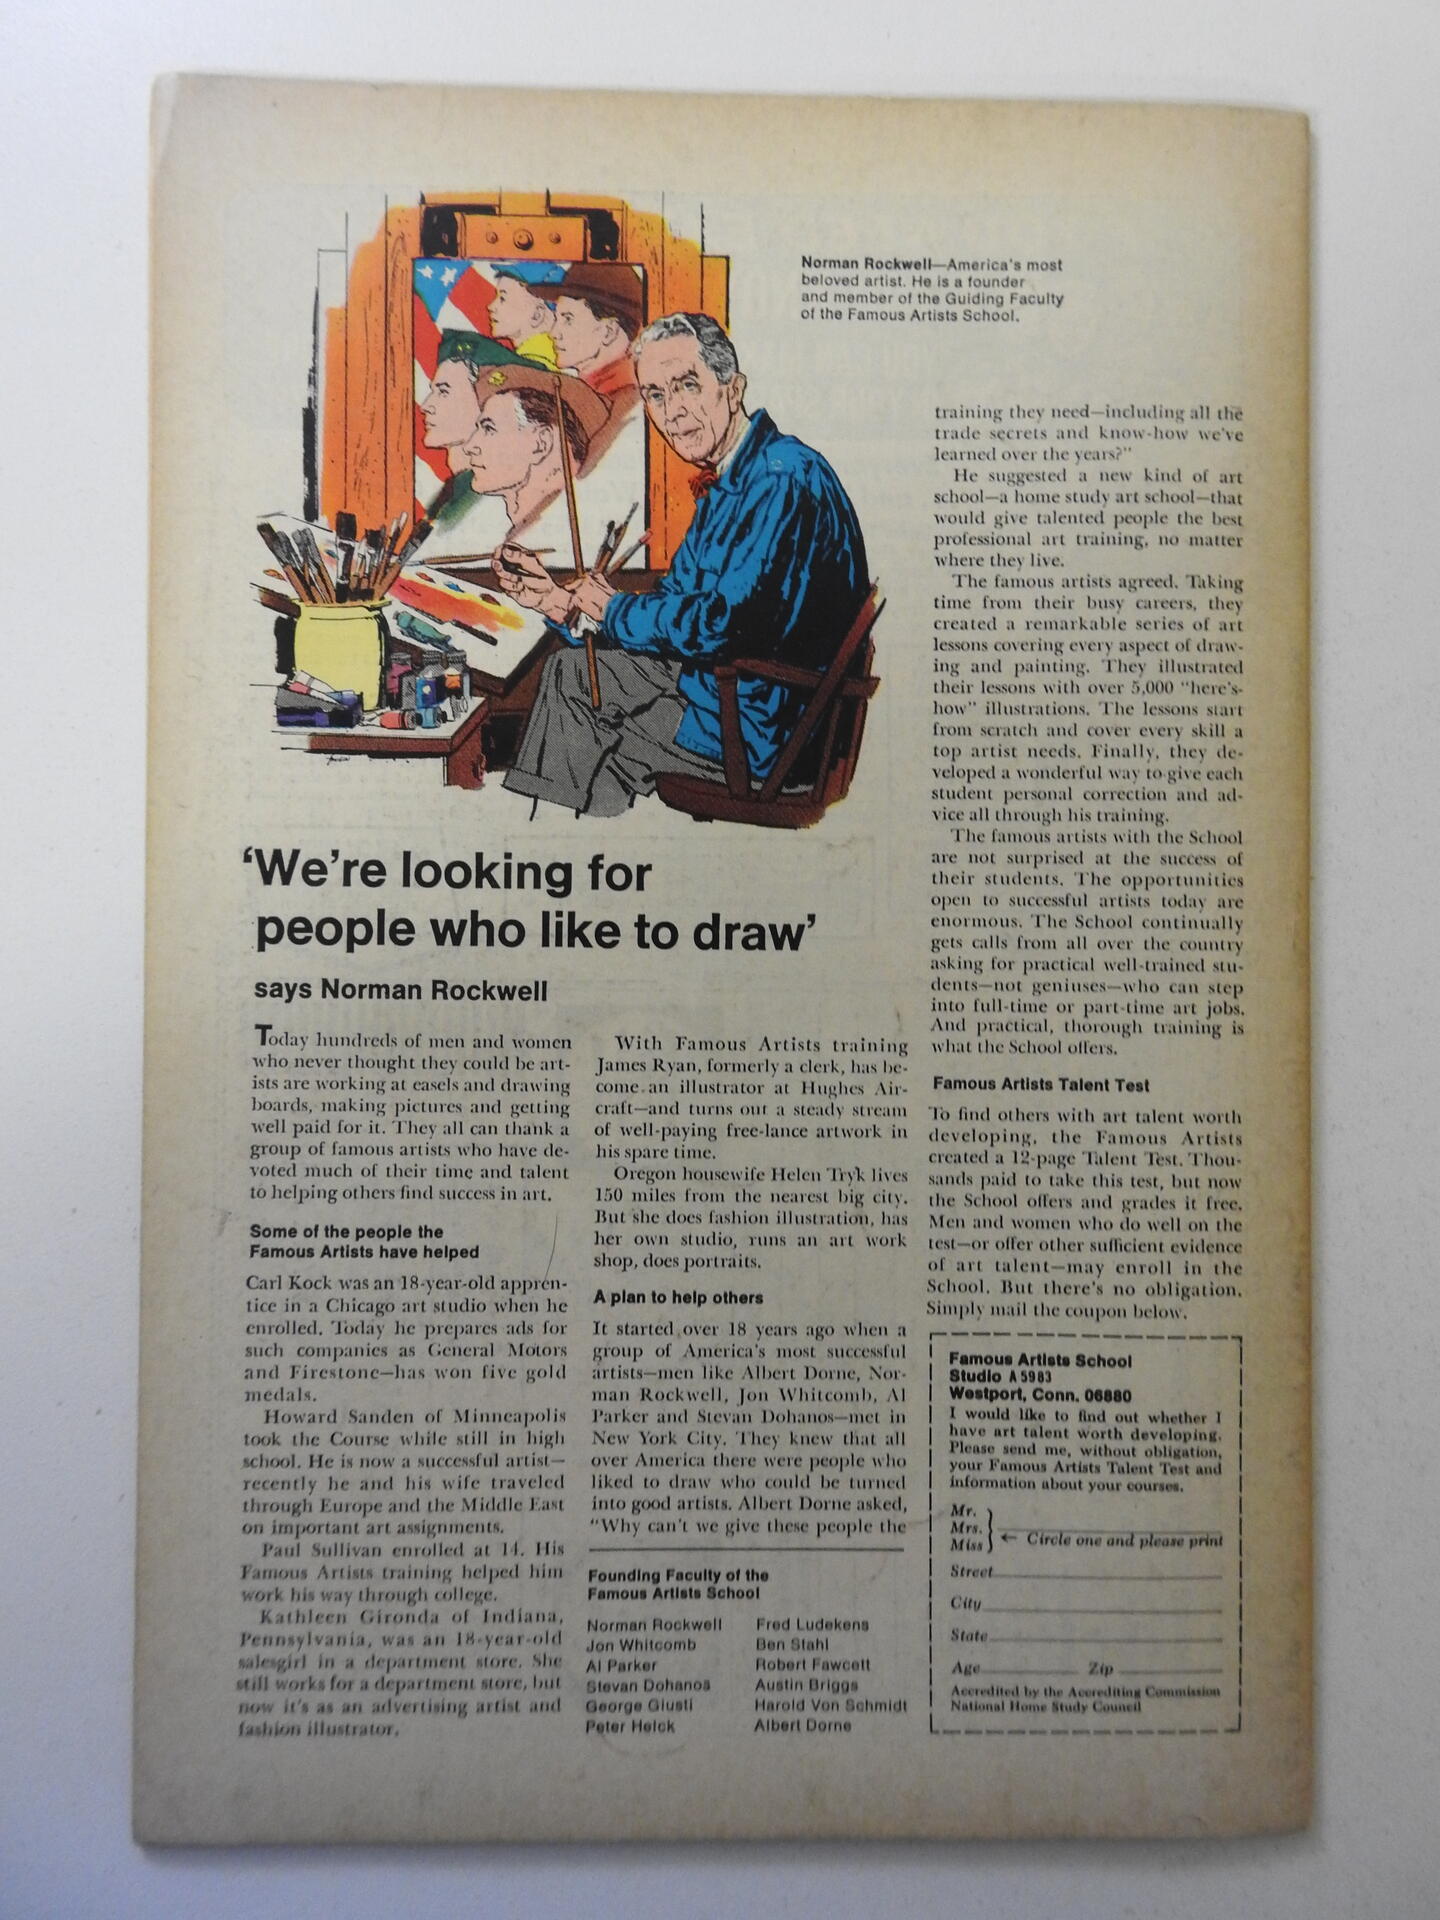 Norman Rockwell—America's most
beloved artist. He is a founder
and member of the Guiding Faculty
of the Famous Artists School.
'We're looking for
people who like to draw'
says Norman Rockwell
Today hundreds of men and women
who never thought they could be art-
ists are working at easels and drawing
boards, making pictures and getting
well paid for it. They all can thank a
group of famous artists who have de-
voted much of their time and talent
to helping others find success in art.
Some of the people the
Famous Artists have helped
Carl Kock was an 18-year-old appren-
tice in a Chicago art studio when he
enrolled. Today he prepares ads for
such companies as General Motors
and Firestone—has won five gold
medals.
Howard Sanden of Minneapolis
took the Course while still in high
school. He is now a successful artist—
recently he and his wife traveled
through Europe and the Middle East
on important art assignments.
Paul Sullivan enrolled at 14. His
Famous Artists training helped him
work his way through college.
Kathleen Gironda of Indiana,
Pennsylvania, was an 18-year-old
salesgirl in a department store. She
still works for a department store, but
now it's as an advertising artist and
fashion illustrator.
With Famous Artists training
James Ryan, formerly a clerk, has be-
come an illustrator at Hughes Air-
craft—and turns out a steady stream
of well-paying free-lance artwork in
his spare time.
Oregon housewife Helen Tryk lives
150 miles from the nearest big city.
But she does fashion illustration, has
her own studio, runs an art work
shop, does portraits.
A plan to help others
It started over 18 years ago when a
group of America's most successful
artists—men like Albert Dorne, Nor-
man Rockwell, Jon Whitcomb, Al
Parker and Stevan Dohanos—met in
New York City. They knew that all
over America there were people who
liked to draw who could be turned
into good artists. Albert Dorne asked,
"Why can't we give these people the
Founding Faculty of the
Famous Artists School
Norman Rockwell
Jon Whitcomb
Al Parker
Stevan Dohanos
George Giusti
Peter Helck
Fred Ludekens
Ben Stahl
Robert Fawcett
Austin Briggs
Harold Von Schmidt
Albert Dorne
training they need—including all the
trade secrets and know-how we've
learned over the years?"
He suggested a new kind of art
school—a home study art school—that
would give talented people the best
professional art training, no matter
where they live.
The famous artists agreed. Taking
time from their busy careers, they
created a remarkable series of art
lessons covering every aspect of draw-
ing and painting. They illustrated
their lessons with over 5,000 "here's-
how" illustrations. The lessons start
from scratch and cover every skill a
top artist needs. Finally, they de-
veloped a wonderful way to give each
student personal correction and ad-
vice all through his training.
The famous artists with the School
are not surprised at the success of
their students. The opportunities
open to successful artists today are
enormous. The School continually
gets calls from all over the country
asking for practical well-trained stu-
dents—not geniuses—who can step
into full-time or part-time art jobs.
And practical, thorough training is
what the School offers.
Famous Artists Talent Test
To find others with art talent worth
developing, the Famous Artists
created a 12-page Talent Test. Thou-
sands paid to take this test, but now
the School offers and grades it free.
Men and women who do well on the
test—or offer other sufficient evidence
of art talent—may enroll in the
School. But there's no obligation.
Simply mail the coupon below.
Famous Artists School
Studio A5983
Westport, Conn. 06880
I would like to find out whether I
have art talent worth developing.
Please send me, without obligation,
your Famous Artists Talent Test and
information about your courses.
Mr.
Mrs.
Miss
← Circle one and please print
Street
City
State
Age Zip
Accredited by the Accrediting Commission
National Home Study Council